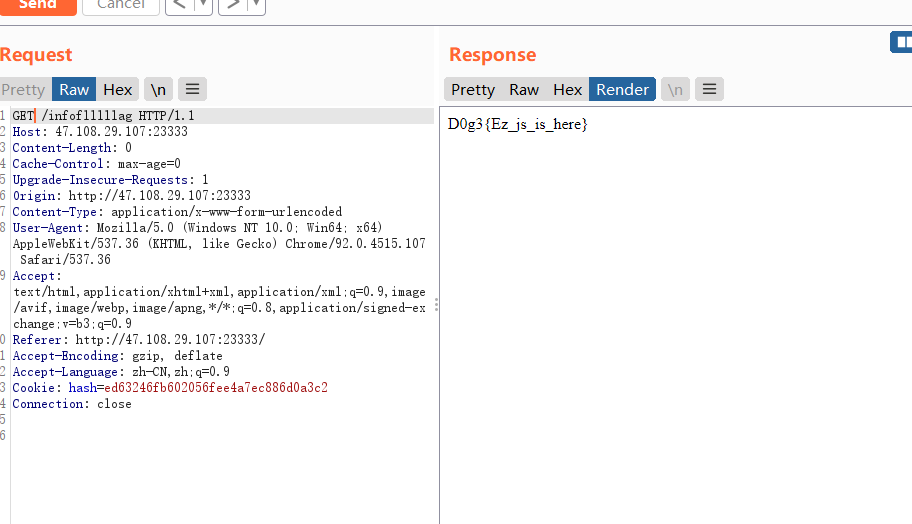 Send Cancel < >
Request
Pretty Raw Hex \n
1 GET /infoflllllag HTTP/1.1
2 Host: 47.108.29.107:23333
3 Content-Length: 0
4 Cache-Control: max-age=0
5 Upgrade-Insecure-Requests: 1
6 Origin: http://47.108.29.107:23333
7 Content-Type: application/x-www-form-urlencoded
8 User-Agent: Mozilla/5.0 (Windows NT 10.0; Win64; x64)
AppleWebKit/537.36 (KHTML, like Gecko) Chrome/92.0.4515.107
Safari/537.36
9 Accept:
text/html,application/xhtml+xml,application/xml;q=0.9,image
/avif,image/webp,image/apng,*/*;q=0.8,application/signed-ex
change;v=b3;q=0.9
0 Referer: http://47.108.29.107:23333/
1 Accept-Encoding: gzip, deflate
2 Accept-Language: zh-CN,zh;q=0.9
3 Cookie: hash=ed63246fb602056fee4a7ec886d0a3c2
4 Connection: close
5
6
Response
Pretty Raw Hex Render \n
D0g3{Ez_js_is_here}